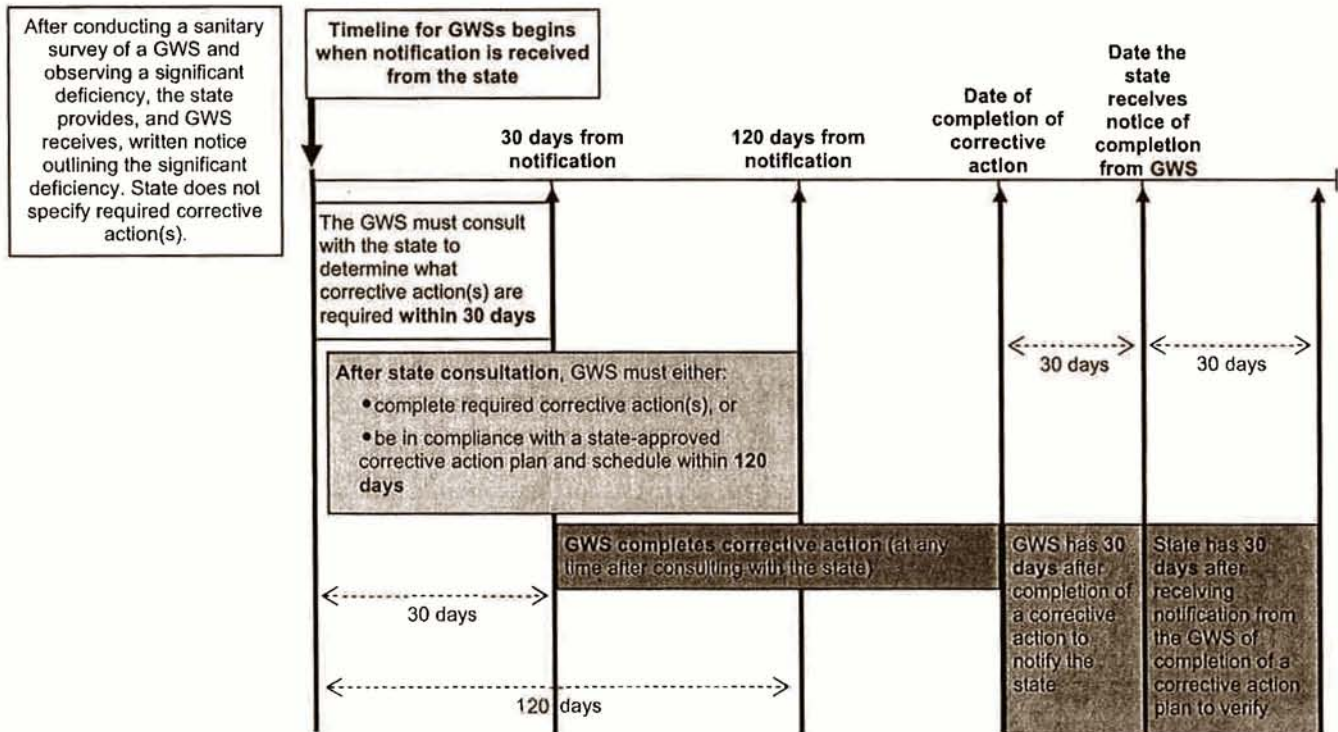 After conducting a sanitary
survey of a GWS and
observing a significant
deficiency, the state
provides, and GWS
receives, written notice
outlining the significant
deficiency. State does not
specify required corrective
action(s).
Timeline for GWSs begins
when notification is received
from the state
30 days from
notification
120 days from
notification
Date of
completion of
corrective
action
Date the
state
receives
notice of
completion
from GWS
The GWS must consult
with the state to
determine what
corrective action(s) are
required within 30 days
After state consultation, GWS must either:
•complete required corrective action(s), or
•be in compliance with a state-approved
corrective action plan and schedule within 120
days
30 days
30 days
GWS completes corrective action (at any
time after consulting with the state)
GWS has 30
days after
completion of
a corrective
action to
notify the
state
State has 30
days after
receiving
notification from
the GWS of
completion of a
corrective action
plan to verify
30 days
120 days